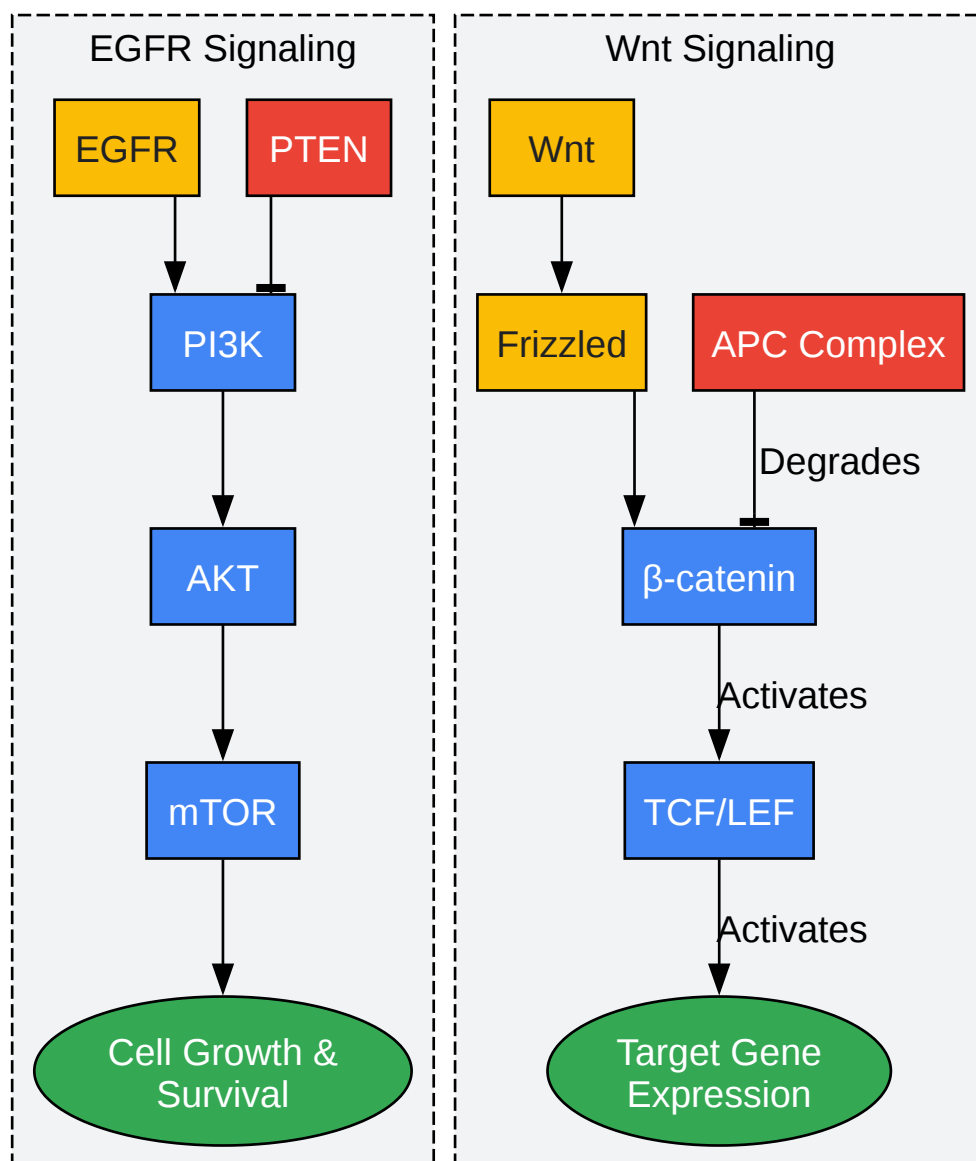 EGFR Signaling
EGFR
PTEN
PI3K
AKT
mTOR
Cell Growth &
Survival
Wnt Signaling
Wnt
Frizzled
APC Complex
Degrades
β-catenin
Activates
TCF/LEF
Activates
Target Gene
Expression